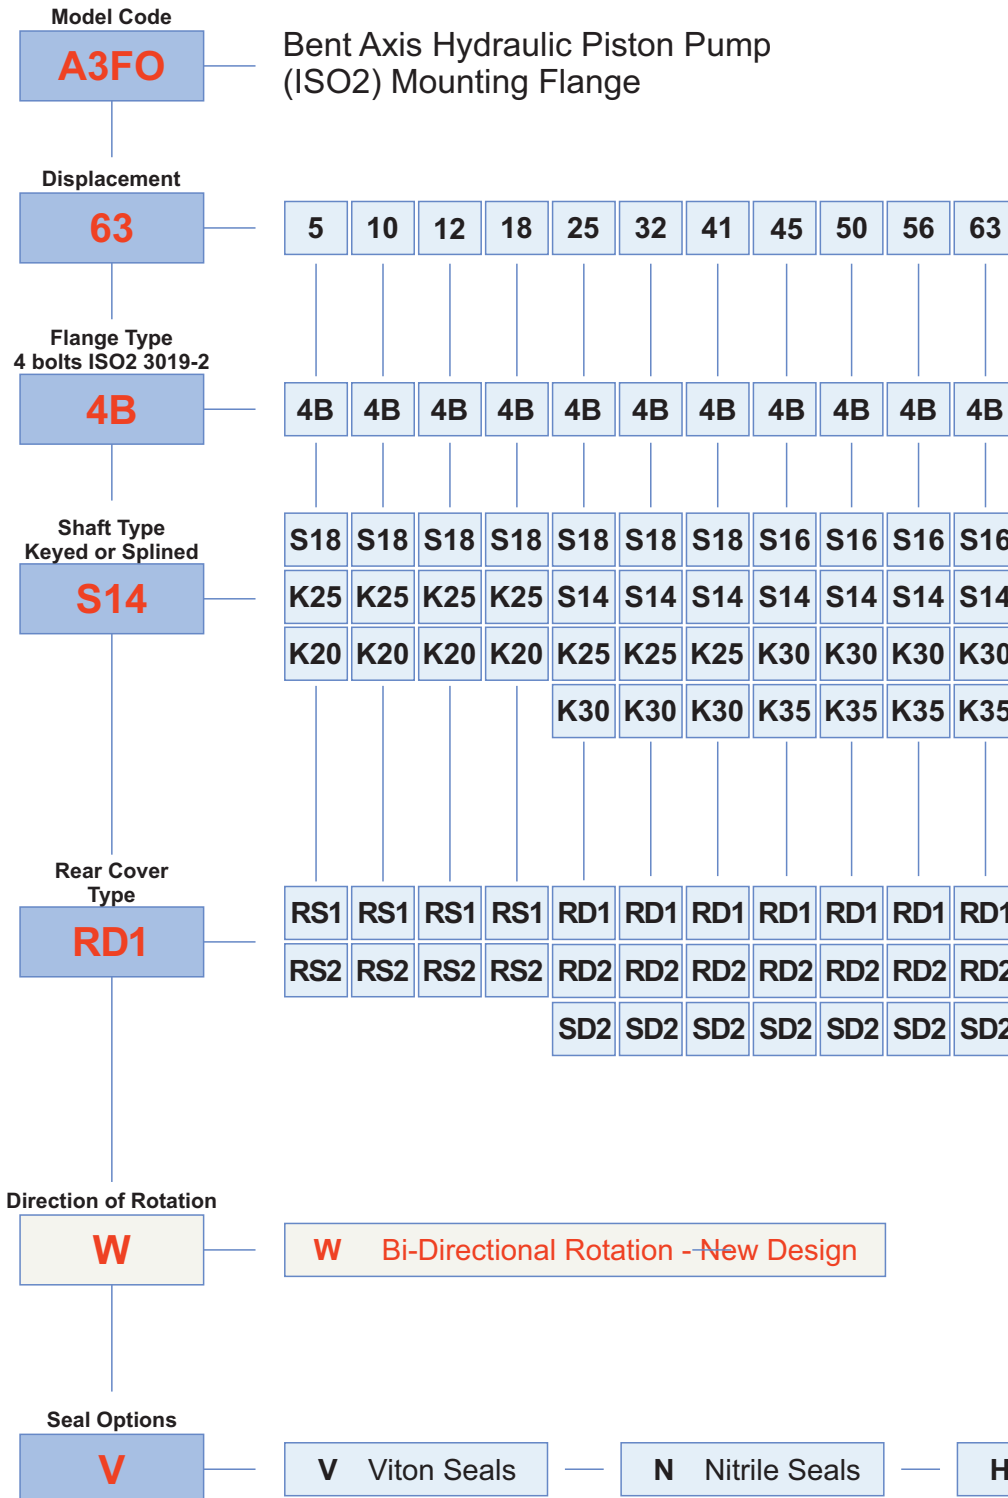 Model Code
A3FO
Bent Axis Hydraulic Piston Pump
(ISO2) Mounting Flange
Displacement
63 5 10 12 18 25 32 41 45 50 56 63
Flange Type
4 bolts ISO2 3019-2
4B 4B 4B 4B 4B 4B 4B 4B 4B 4B 4B 4B
Shaft Type
Keyed or Splined
S14
S18 S18 S18 S18 S18 S18 S18 S16 S16 S16 S16
K25 K25 K25 K25 S14 S14 S14 S14 S14 S14 S14
K20 K20 K20 K20 K25 K25 K25 K30 K30 K30 K30
K30 K30 K30 K35 K35 K35 K35
Rear Cover
Type
RD1
RS1 RS1 RS1 RS1 RD1 RD1 RD1 RD1 RD1 RD1 RD1
RS2 RS2 RS2 RS2 RD2 RD2 RD2 RD2 RD2 RD2 RD2
SD2 SD2 SD2 SD2 SD2 SD2 SD2
Direction of Rotation
W W Bi-Directional Rotation - New Design
Seal Options
V V Viton Seals N Nitrile Seals H